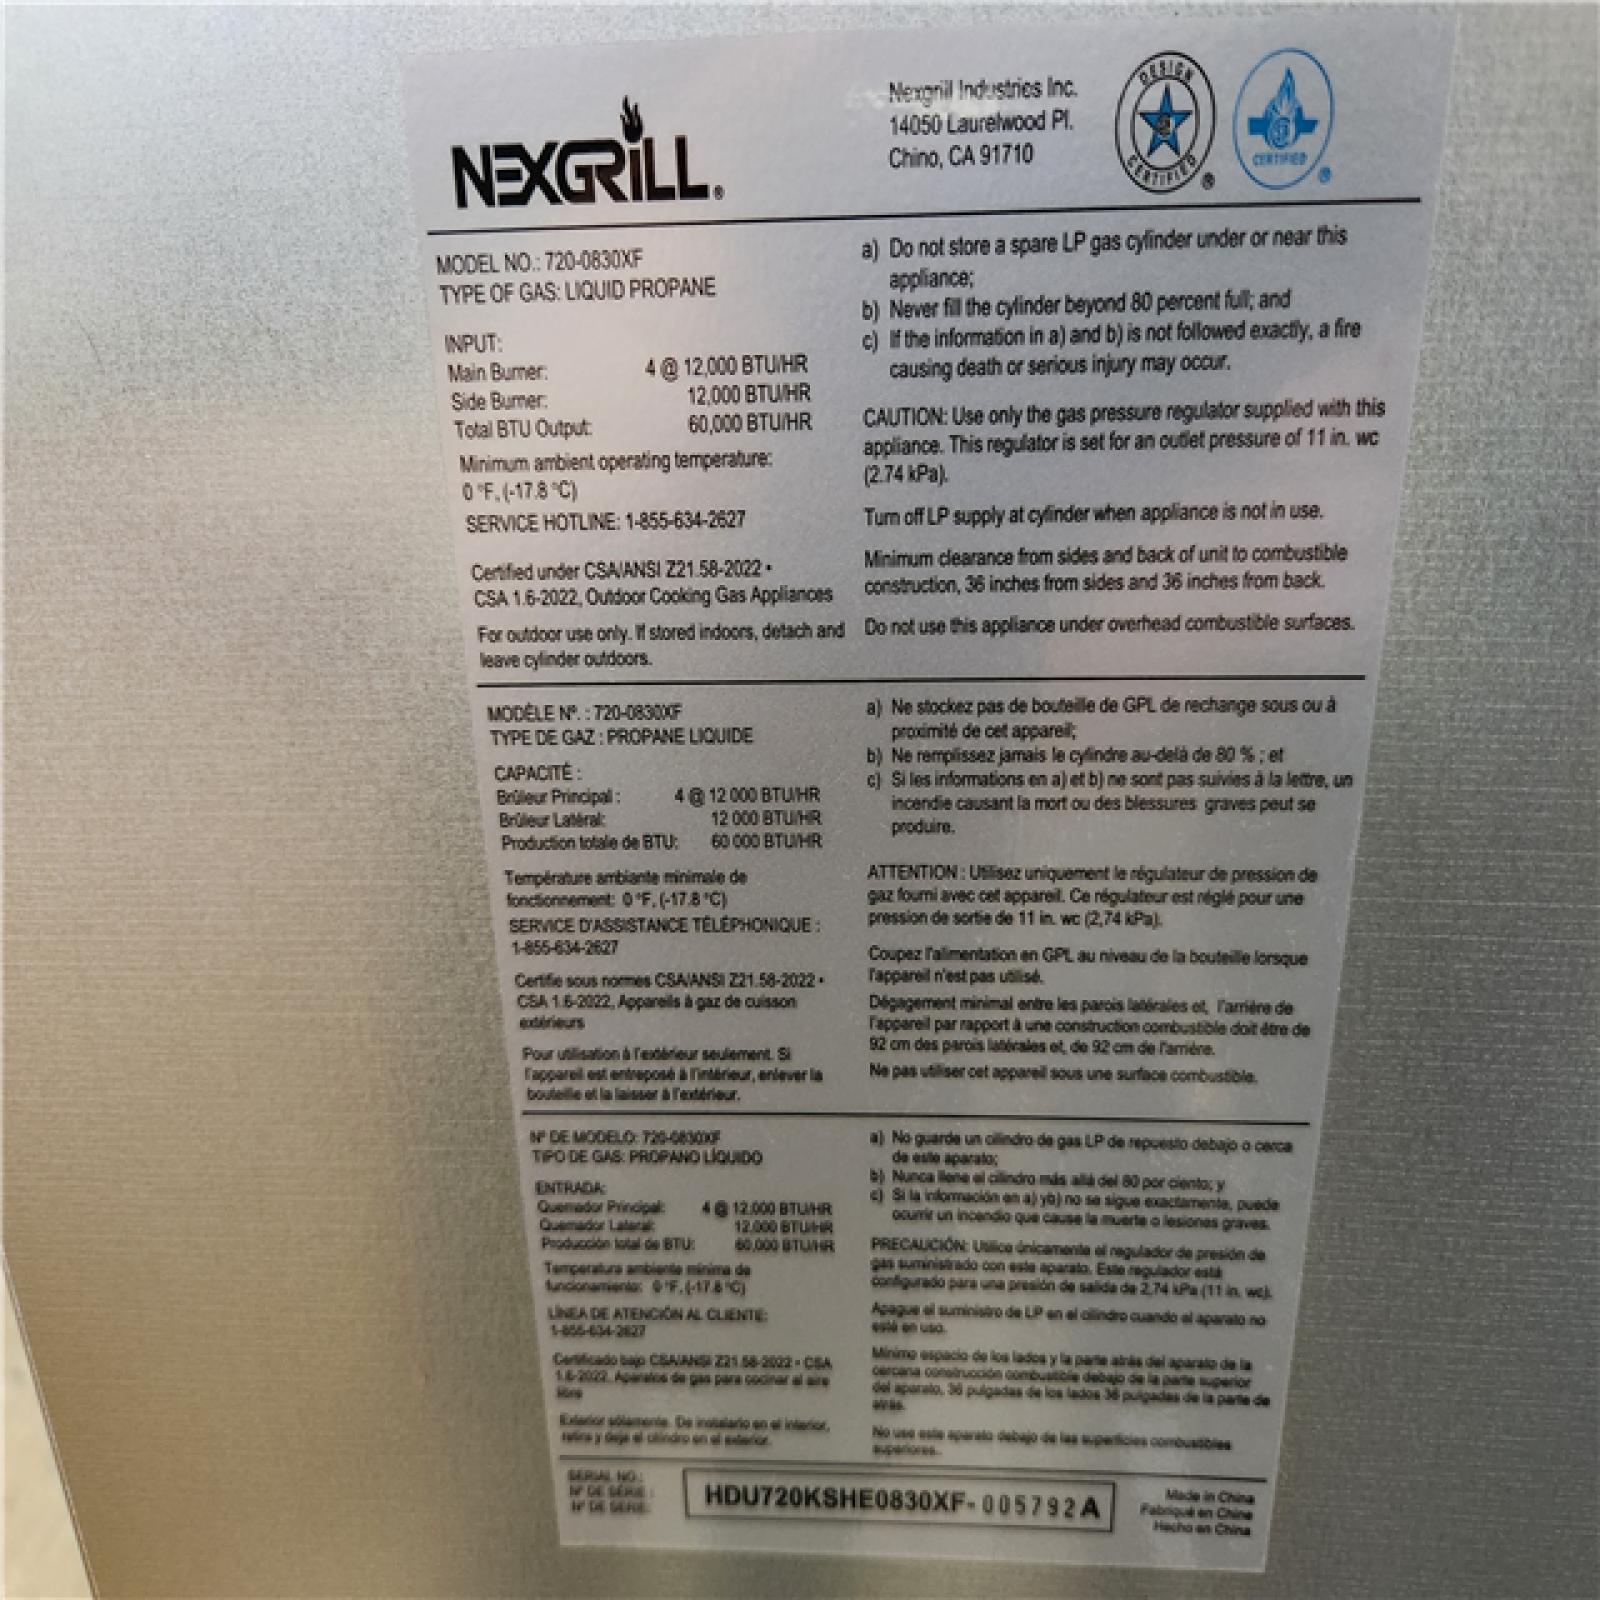 NEXGRILL®
Nexgrill Industries Inc.
14050 Laurelwood Pl.
Chino, CA 91710
DESIGN
CERTIFIED
®
CERTIFIED
®
MODEL NO.: 720-0830XF
TYPE OF GAS: LIQUID PROPANE
INPUT:
Main Burner: 4 @ 12,000 BTU/HR
Side Burner: 12,000 BTU/HR
Total BTU Output: 60,000 BTU/HR
Minimum ambient operating temperature:
0 °F, (-17.8 °C)
SERVICE HOTLINE: 1-855-634-2627
Certified under CSA/ANSI Z21.58-2022 •
CSA 1.6-2022, Outdoor Cooking Gas Appliances
For outdoor use only. If stored indoors, detach and
leave cylinder outdoors.
a) Do not store a spare LP gas cylinder under or near this
appliance;
b) Never fill the cylinder beyond 80 percent full; and
c) If the information in a) and b) is not followed exactly, a fire
causing death or serious injury may occur.
CAUTION: Use only the gas pressure regulator supplied with this
appliance. This regulator is set for an outlet pressure of 11 in. wc
(2.74 kPa).
Turn off LP supply at cylinder when appliance is not in use.
Minimum clearance from sides and back of unit to combustible
construction, 36 inches from sides and 36 inches from back.
Do not use this appliance under overhead combustible surfaces.
MODÈLE Nº. : 720-0830XF
TYPE DE GAZ : PROPANE LIQUIDE
CAPACITÉ :
Brûleur Principal : 4 @ 12 000 BTU/HR
Brûleur Latéral: 12 000 BTU/HR
Production totale de BTU: 60 000 BTU/HR
Température ambiante minimale de
fonctionnement: 0 °F, (-17.8 °C)
SERVICE D'ASSISTANCE TÉLÉPHONIQUE :
1-855-634-2627
Certifie sous normes CSA/ANSI Z21.58-2022 •
CSA 1.6-2022, Appareils à gaz de cuisson
extérieurs
Pour utilisation à l'extérieur seulement. Si
l'appareil est entreposé à l'intérieur, enlever la
bouteille et la laisser à l'extérieur.
a) Ne stockez pas de bouteille de GPL de rechange sous ou à
proximité de cet appareil;
b) Ne remplissez jamais le cylindre au-delà de 80 % ; et
c) Si les informations en a) et b) ne sont pas suivies à la lettre, un
incendie causant la mort ou des blessures graves peut se
produire.
ATTENTION : Utilisez uniquement le régulateur de pression de
gaz fourni avec cet appareil. Ce régulateur est réglé pour une
pression de sortie de 11 in. wc (2,74 kPa).
Coupez l'alimentation en GPL au niveau de la bouteille lorsque
l'appareil n'est pas utilisé.
Dégagement minimal entre les parois latérales et, l'arrière de
l'appareil par rapport à une construction combustible doit être de
92 cm des parois latérales et, de 92 cm de l'arrière.
Ne pas utiliser cet appareil sous une surface combustible.
Nº DE MODELO: 720-0830XF
TIPO DE GAS: PROPANO LÍQUIDO
ENTRADA:
Quemador Principal: 4 @ 12,000 BTU/HR
Quemador Lateral: 12,000 BTU/HR
Producción total de BTU: 60,000 BTU/HR
Temperatura ambiente mínima de
funcionamiento: 0 °F, (-17.8 °C)
LÍNEA DE ATENCIÓN AL CLIENTE:
1-855-634-2627
Certificado bajo CSA/ANSI Z21.58-2022 • CSA
1.6-2022, Aparatos de gas para cocinar al aire
libre
Exterior sólamente. De instalarlo en el interior,
retire y deje el cilindro en el exterior.
a) No guarde un cilindro de gas LP de repuesto debajo o cerca
de este aparato;
b) Nunca llene el cilindro más allá del 80 por ciento; y
c) Si la información en a) yb) no se sigue exactamente, puede
ocurrir un incendio que cause la muerte o lesiones graves.
PRECAUCIÓN: Utilice únicamente el regulador de presión de
gas suministrado con este aparato. Este regulador está
configurado para una presión de salida de 2,74 kPa (11 in. wc).
Apague el suministro de LP en el cilindro cuando el aparato no
esté en uso.
Mínimo espacio de los lados y la parte atrás del aparato de la
cercana construcción combustible debajo de la parte superior
del aparato, 36 pulgadas de los lados 36 pulgadas de la parte de
atrás.
No use este aparato debajo de las superficies combustibles
superiores..
SERIAL NO.:
Nº DE SÉRIE :
Nº DE SERIE:
HDU720KSHE0830XF-005792A
Made in China
Fabriqué en Chine
Hecho en China